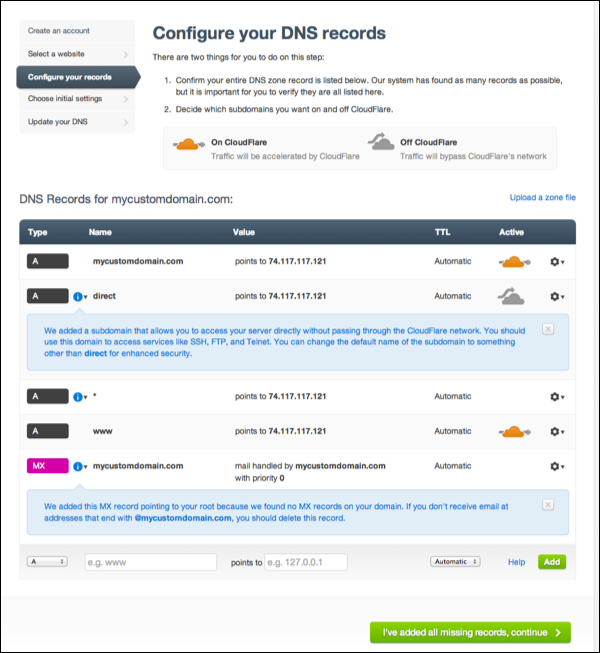 Create an account
Select a website
Configure your records
Choose initial settings
Update your DNS
Configure your DNS records
There are two things for you to do on this step:
1. Confirm your entire DNS zone record is listed below. Our system has found as many records as possible,
but it is important for you to verify they are all listed here.
2. Decide which subdomains you want on and off CloudFlare.
On CloudFlare
Traffic will be accelerated by CloudFlare
Off CloudFlare
Traffic will bypass CloudFlare's network
DNS Records for mycustomdomain.com:
Upload a zone file
Type Name Value TTL Active
A mycustomdomain.com points to 74.117.117.121 Automatic
A i direct points to 74.117.117.121 Automatic
We added a subdomain that allows you to access your server directly without passing through the CloudFlare network. You should
use this domain to access services like SSH, FTP, and Telnet. You can change the default name of the subdomain to something
other than direct for enhanced security.
x
A i * points to 74.117.117.121 Automatic
A www points to 74.117.117.121 Automatic
MX i mycustomdomain.com mail handled by mycustomdomain.com Automatic
with priority 0
We added this MX record pointing to your root because we found no MX records on your domain. If you don't receive email at
addresses that end with @mycustomdomain.com, you should delete this record.
x
A e.g. www points to e.g. 127.0.0.1 Automatic Help Add
I've added all missing records, continue